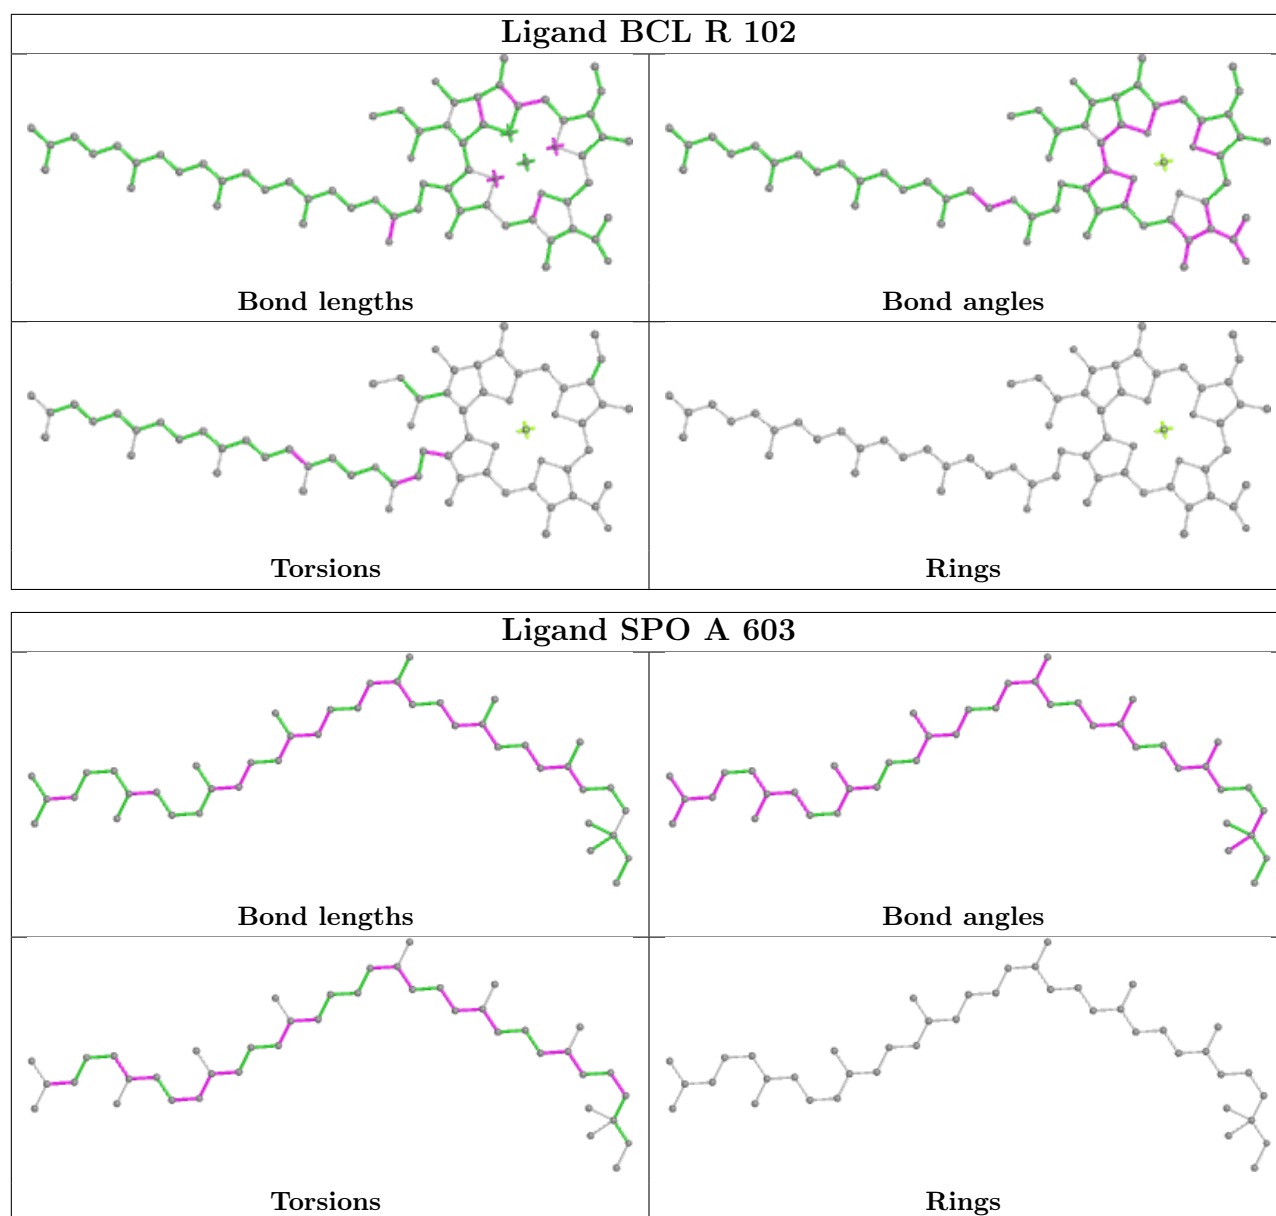 Ligand BCL R 102
Bond lengths
Bond angles
Torsions
Rings
Ligand SPO A 603
Bond lengths
Bond angles
Torsions
Rings